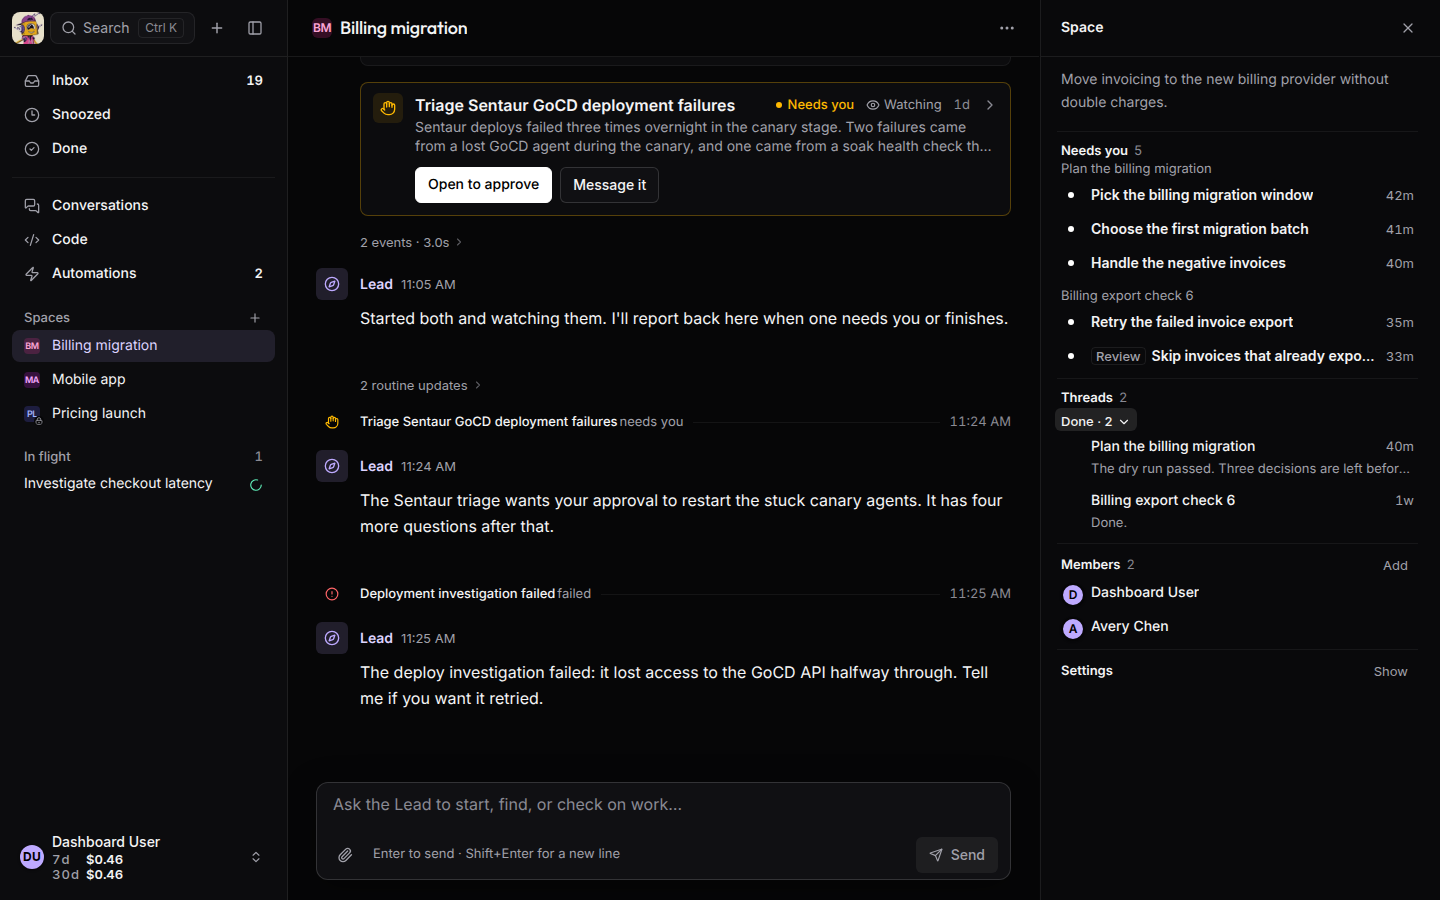 Search Ctrl K
Inbox 19
Snoozed
Done
Conversations
Code
Automations 2
Spaces
BM Billing migration
MA Mobile app
PL Pricing launch
In flight 1
Investigate checkout latency
DU Dashboard User
7d $0.46
30d $0.46
BM Billing migration
Triage Sentaur GoCD deployment failures Needs you Watching 1d
Sentaur deploys failed three times overnight in the canary stage. Two failures came
from a lost GoCD agent during the canary, and one came from a soak health check th...
Open to approve Message it
2 events · 3.0s
Lead 11:05 AM
Started both and watching them. I'll report back here when one needs you or finishes.
2 routine updates
Triage Sentaur GoCD deployment failures needs you 11:24 AM
Lead 11:24 AM
The Sentaur triage wants your approval to restart the stuck canary agents. It has four
more questions after that.
Deployment investigation failed failed 11:25 AM
Lead 11:25 AM
The deploy investigation failed: it lost access to the GoCD API halfway through. Tell
me if you want it retried.
Ask the Lead to start, find, or check on work...
Enter to send · Shift+Enter for a new line Send
Space
Move invoicing to the new billing provider without
double charges.
Needs you 5
Plan the billing migration
Pick the billing migration window 42m
Choose the first migration batch 41m
Handle the negative invoices 40m
Billing export check 6
Retry the failed invoice export 35m
Review Skip invoices that already expo... 33m
Threads 2
Done · 2
Plan the billing migration 40m
The dry run passed. Three decisions are left befor...
Billing export check 6 1w
Done.
Members 2 Add
D Dashboard User
A Avery Chen
Settings Show